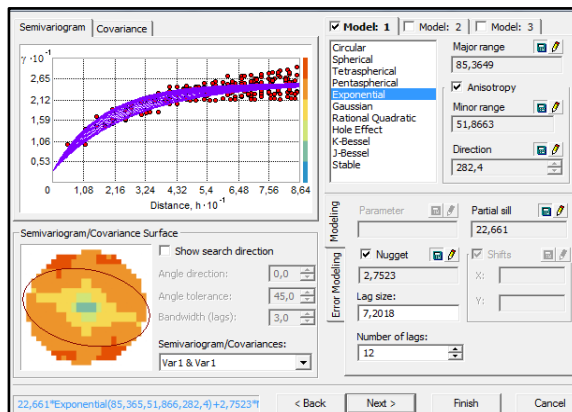 Semivariogram Covariance
γ ·10⁻¹
2,65
2,12
1,59
1,06
0,53
0 1,08 2,16 3,24 4,32 5,4 6,48 7,56 8,64
Distance, h ·10⁻¹
Semivariogram/Covariance Surface
Show search direction
Angle direction: 0,0
Angle tolerance: 45,0
Bandwidth (lags): 3,0
Semivariogram/Covariances:
Var1 & Var1
Model: 1 Model: 2 Model: 3
Circular
Spherical
Tetraspherical
Pentaspherical
Exponential
Gaussian
Rational Quadratic
Hole Effect
K-Bessel
J-Bessel
Stable
Major range
85,3649
Anisotropy
Minor range
51,8663
Direction
282,4
Modeling
Error Modeling
Parameter
Partial sill
22,661
Nugget
2,7523
Shifts
X:
Y:
Lag size:
7,2018
Number of lags:
12
22,661*Exponential(85,365,51,866,282,4)+2,7523*
< Back Next > Finish Cancel